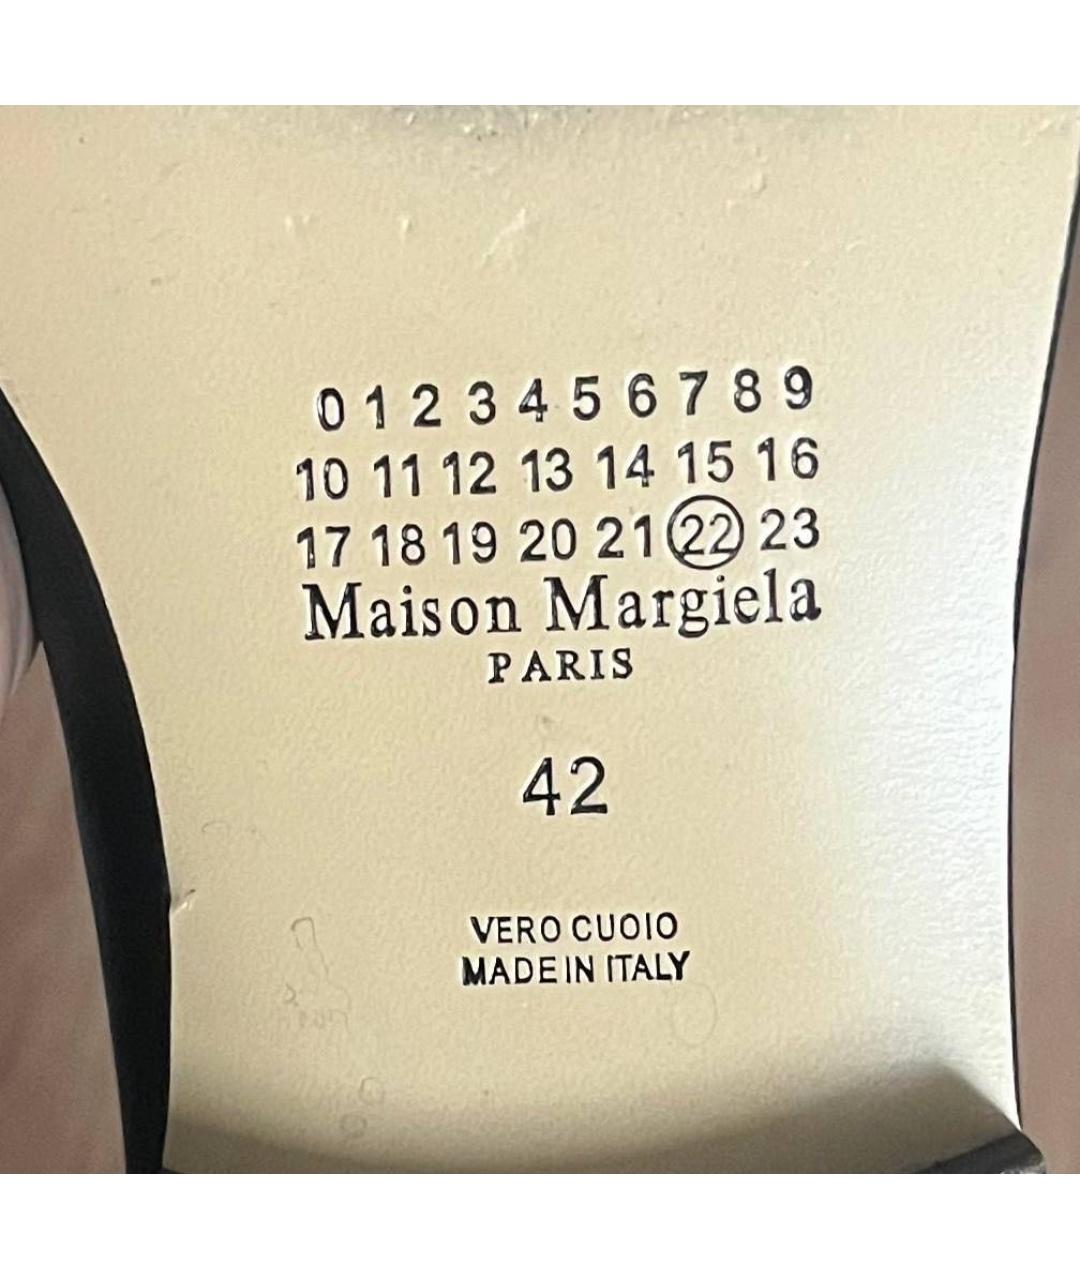 0 1 2 3 4 5 6 7 8 9
10 11 12 13 14 15 16
17 18 19 20 21 22 23
Maison Margiela
PARIS
42
VERO CUOIO
MADE IN ITALY